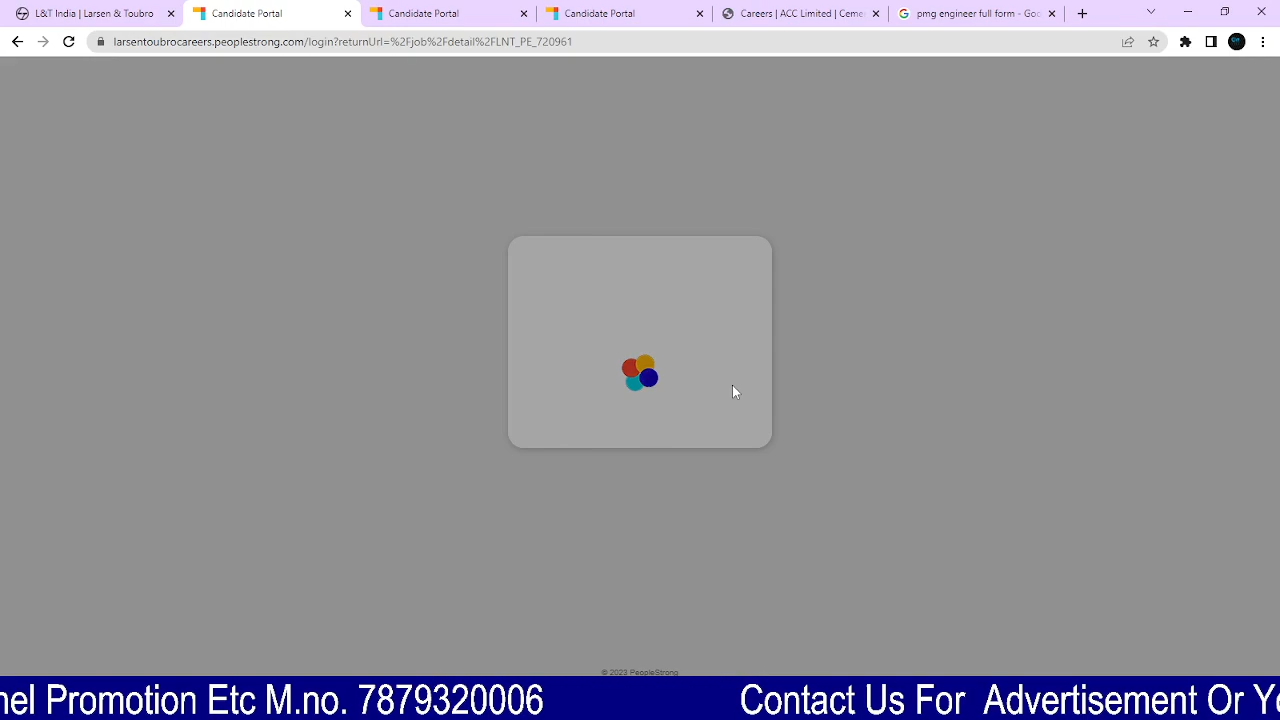 L&T India | Larsen & Toubro
Candidate Portal
Candidate Portal
Candidate Portal
Careers | ACC Limited | Ceme
pmg engineer full form - Goo
larsentoubrocareers.peoplestrong.com/login?returnUrl=%2Fjob%2Fdetail%2FLNT_PE_720961
© 2023 PeopleStrong
nel Promotion Etc M.no. 7879320006
Contact Us For Advertisement Or Yo